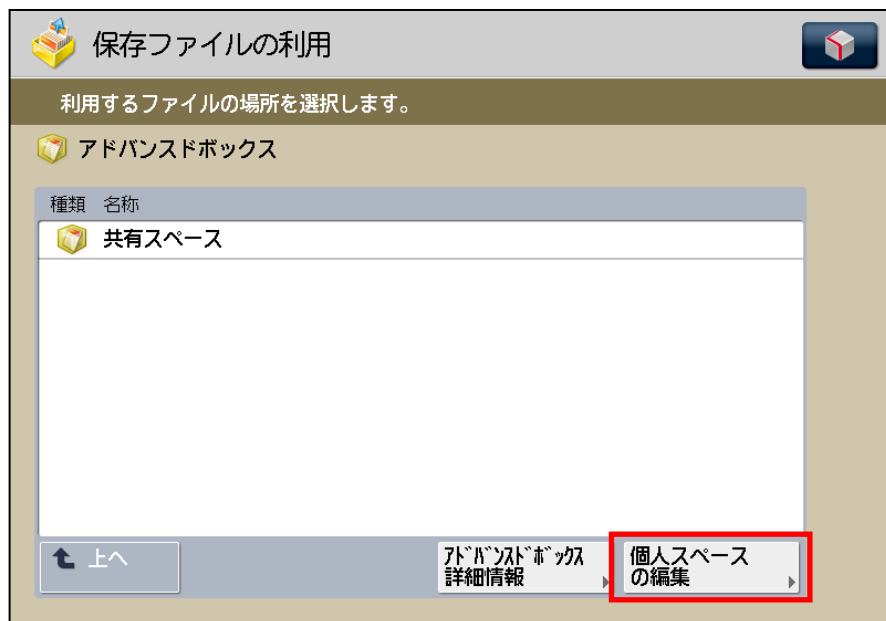 保存ファイルの利用
利用するファイルの場所を選択します。
アドバンスドボックス
種類 名称
共有スペース
上へ
ｱﾄﾞﾊﾞﾝｽﾄﾞﾎﾞｯｸｽ
詳細情報
個人スペース
の編集